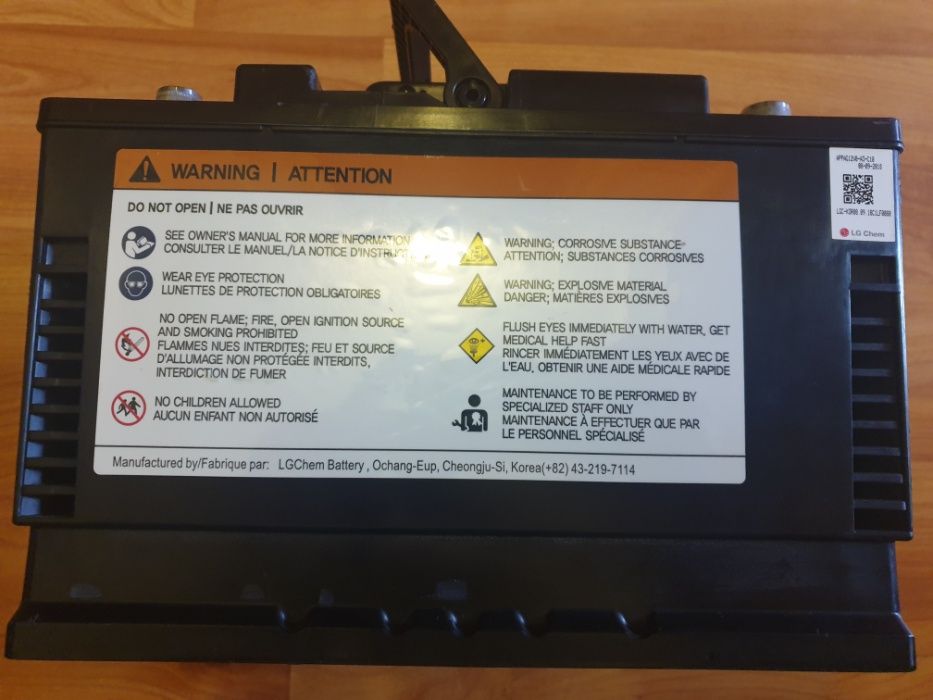 WARNING | ATTENTION
DO NOT OPEN | NE PAS OUVRIR
SEE OWNER'S MANUAL FOR MORE INFORMATION
CONSULTER LE MANUEL/LA NOTICE
WEAR EYE PROTECTION
LUNETTES DE PROTECTION OBLIGATOIRES
NO OPEN FLAME; FIRE, OPEN IGNITION SOURCE
AND SMOKING PROHIBITED
FLAMMES NUES INTERDITES; FEU ET SOURCE
D'ALLUMAGE NON PROTÉGÉE INTERDITS,
INTERDICTION DE FUMER
NO CHILDREN ALLOWED
AUCUN ENFANT NON AUTORISÉ
WARNING; CORROSIVE SUBSTANCE
ATTENTION; SUBSTANCES CORROSIVES
WARNING; EXPLOSIVE MATERIAL
DANGER; MATIÈRES EXPLOSIVES
FLUSH EYES IMMEDIATELY WITH WATER, GET
MEDICAL HELP FAST
RINCER IMMÉDIATEMENT LES YEUX AVEC DE
L'EAU, OBTENIR UNE AIDE MÉDICALE RAPIDE
MAINTENANCE TO BE PERFORMED BY
SPECIALIZED STAFF ONLY
MAINTENANCE À EFFECTUER QUE PAR
LE PERSONNEL SPÉCIALISÉ
Manufactured by/Fabrique par: LGChem Battery , Ochang-Eup, Cheongju-Si, Korea(+82) 43-219-7114
LG Chem